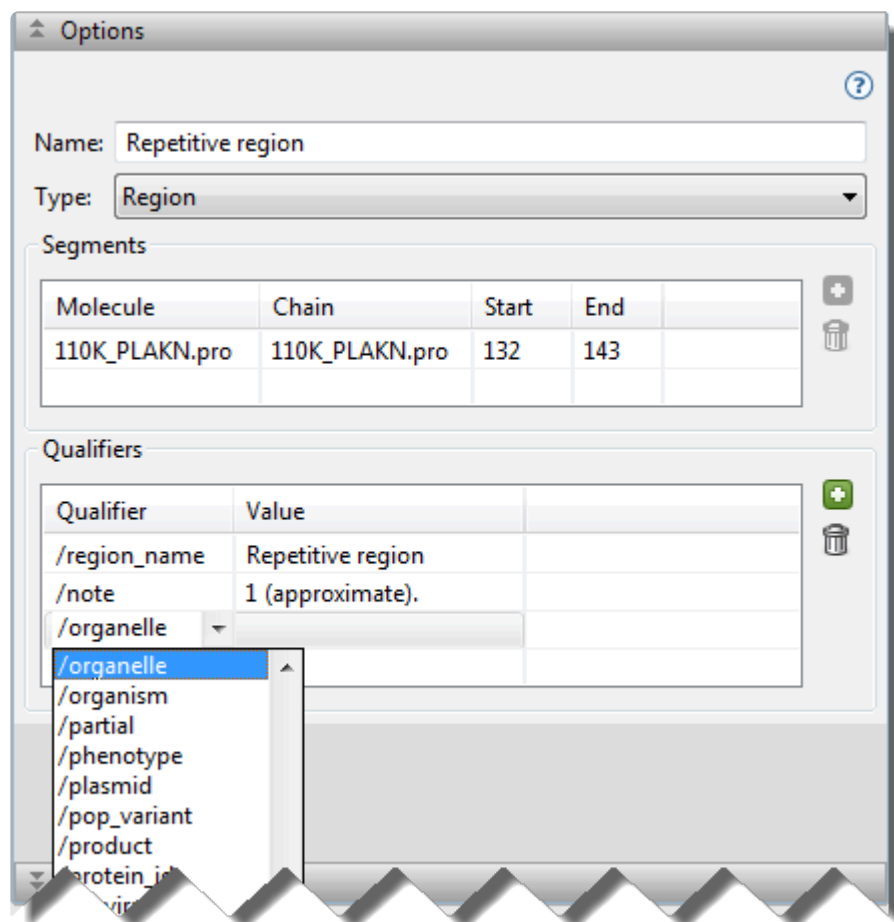 Options
Name: Repetitive region
Type: Region
Segments
Molecule Chain Start End
110K_PLAKN.pro 110K_PLAKN.pro 132 143
Qualifiers
Qualifier Value
/region_name Repetitive region
/note 1 (approximate).
/organelle
/organelle
/organism
/partial
/phenotype
/plasmid
/pop_variant
/product